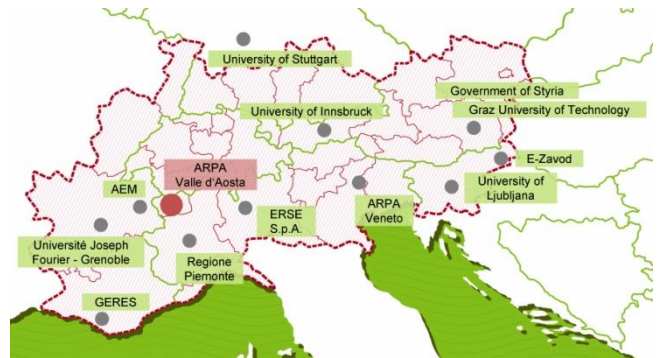 University of Stuttgart
Government of Styria
University of Innsbruck
Graz University of Technology
E-Zavod
ARPA
Valle d'Aosta
AEM
University of
Ljubljana
ERSE
S.p.A.
ARPA
Veneto
Université Joseph
Fourier - Grenoble
Regione
Piemonte
GERES